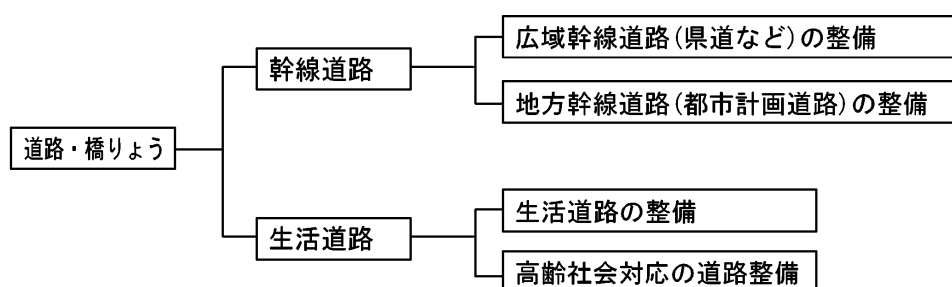 道路・橋りょう
幹線道路
広域幹線道路(県道など)の整備
地方幹線道路(都市計画道路)の整備
生活道路
生活道路の整備
高齢社会対応の道路整備